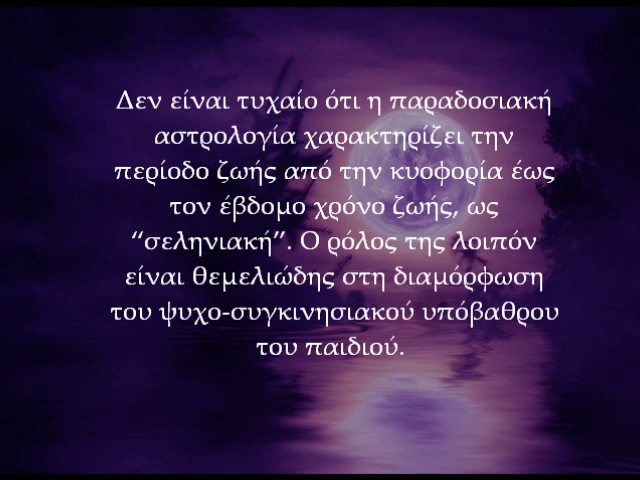 Δεν είναι τυχαίο ότι η παραδοσιακή
αστρολογία χαρακτηρίζει την
περίοδο ζωής από την κυοφορία έως
τον έβδομο χρόνο ζωής, ως
“σεληνιακή”. Ο ρόλος της λοιπόν
είναι θεμελιώδης στη διαμόρφωση
του ψυχο-συγκινησιακού υπόβαθρου
του παιδιού.